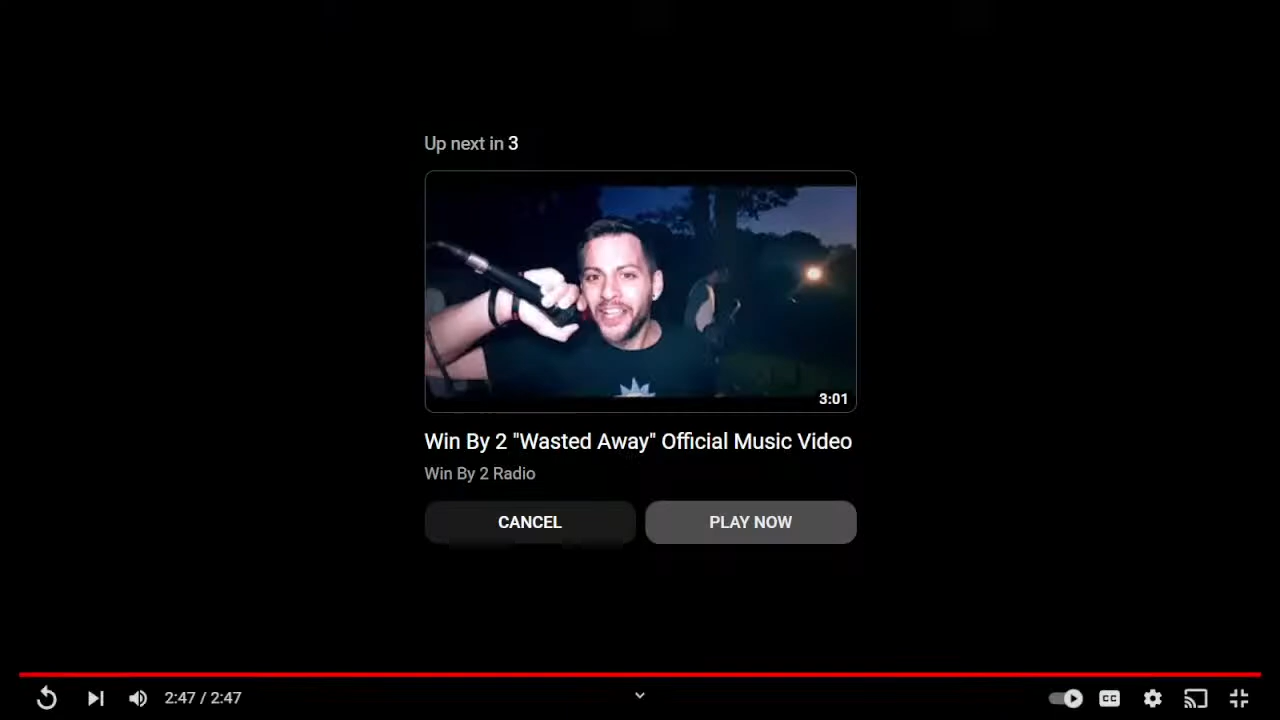 Up next in 3
3:01
Win By 2 "Wasted Away" Official Music Video
Win By 2 Radio
CANCEL
PLAY NOW
2:47 / 2:47
CC